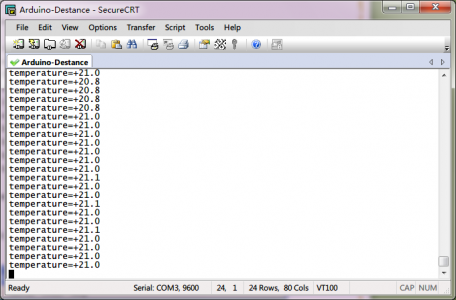 Arduino-Destance - SecureCRT
File Edit View Options Transfer Script Tools Help
Arduino-Destance
temperature=+21.0
temperature=+20.8
temperature=+20.8
temperature=+20.8
temperature=+20.8
temperature=+21.0
temperature=+21.0
temperature=+21.0
temperature=+21.0
temperature=+21.0
temperature=+21.0
temperature=+21.0
temperature=+21.1
temperature=+21.0
temperature=+21.0
temperature=+21.1
temperature=+21.0
temperature=+21.0
temperature=+21.1
temperature=+21.0
temperature=+21.0
temperature=+21.0
temperature=+21.0
Ready Serial: COM3, 9600 24, 1 24 Rows, 80 Cols VT100 CAP NUM